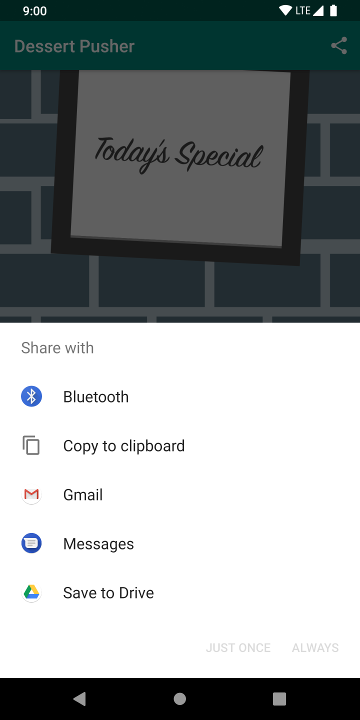 9:00
LTE
Dessert Pusher
Today's Special
Share with
Bluetooth
Copy to clipboard
Gmail
Messages
Save to Drive
JUST ONCE
ALWAYS